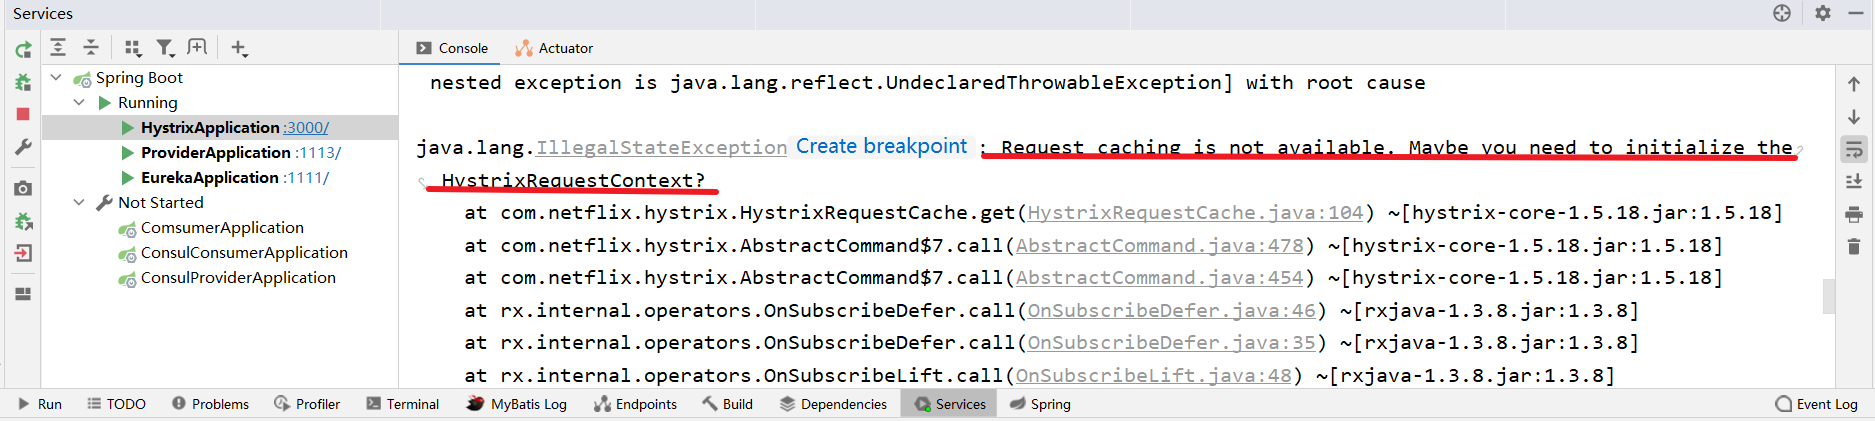 Services
Console
Actuator
Spring Boot
Running
HystrixApplication :3000/
ProviderApplication :1113/
EurekaApplication :1111/
Not Started
ComsumerApplication
ConsulConsumerApplication
ConsulProviderApplication
nested exception is java.lang.reflect.UndeclaredThrowableException] with root cause
java.lang.IllegalStateException Create breakpoint : Request caching is not available. Maybe you need to initialize the
HystrixRequestContext?
at com.netflix.hystrix.HystrixRequestCache.get(HystrixRequestCache.java:104) ~[hystrix-core-1.5.18.jar:1.5.18]
at com.netflix.hystrix.AbstractCommand$7.call(AbstractCommand.java:478) ~[hystrix-core-1.5.18.jar:1.5.18]
at com.netflix.hystrix.AbstractCommand$7.call(AbstractCommand.java:454) ~[hystrix-core-1.5.18.jar:1.5.18]
at rx.internal.operators.OnSubscribeDefer.call(OnSubscribeDefer.java:46) ~[rxjava-1.3.8.jar:1.3.8]
at rx.internal.operators.OnSubscribeDefer.call(OnSubscribeDefer.java:35) ~[rxjava-1.3.8.jar:1.3.8]
at rx.internal.operators.OnSubscribeLift.call(OnSubscribeLift.java:48) ~[rxjava-1.3.8.jar:1.3.8]
Run TODO Problems Profiler Terminal MyBatis Log Endpoints Build Dependencies Services Spring Event Log